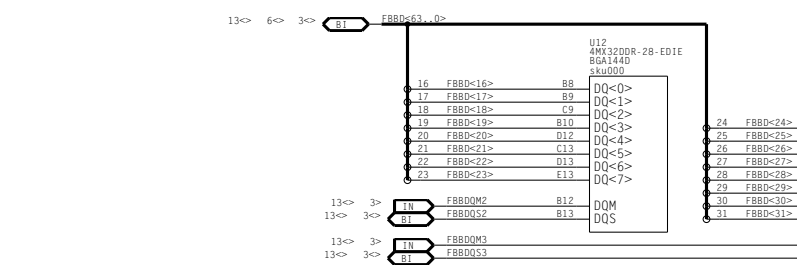 13<> 6<> 3<> BI FBBD<63..0>
U12
4MX32DDR-28-EDIE
BGA144D
sku000
16 FBBD<16> B8 DQ<0>
17 FBBD<17> B9 DQ<1>
18 FBBD<18> C9 DQ<2>
19 FBBD<19> B10 DQ<3> 24 FBBD<24>
20 FBBD<20> D12 DQ<4> 25 FBBD<25>
21 FBBD<21> C13 DQ<5> 26 FBBD<26>
22 FBBD<22> D13 DQ<6> 27 FBBD<27>
23 FBBD<23> E13 DQ<7> 28 FBBD<28>
29 FBBD<29>
13<> 3> IN FBBDQM2 B12 DQM 30 FBBD<30>
13<> 3<> BI FBBDQS2 B13 DQS 31 FBBD<31>
13<> 3> IN FBBDQM3
13<> 3<> BI FBBDQS3